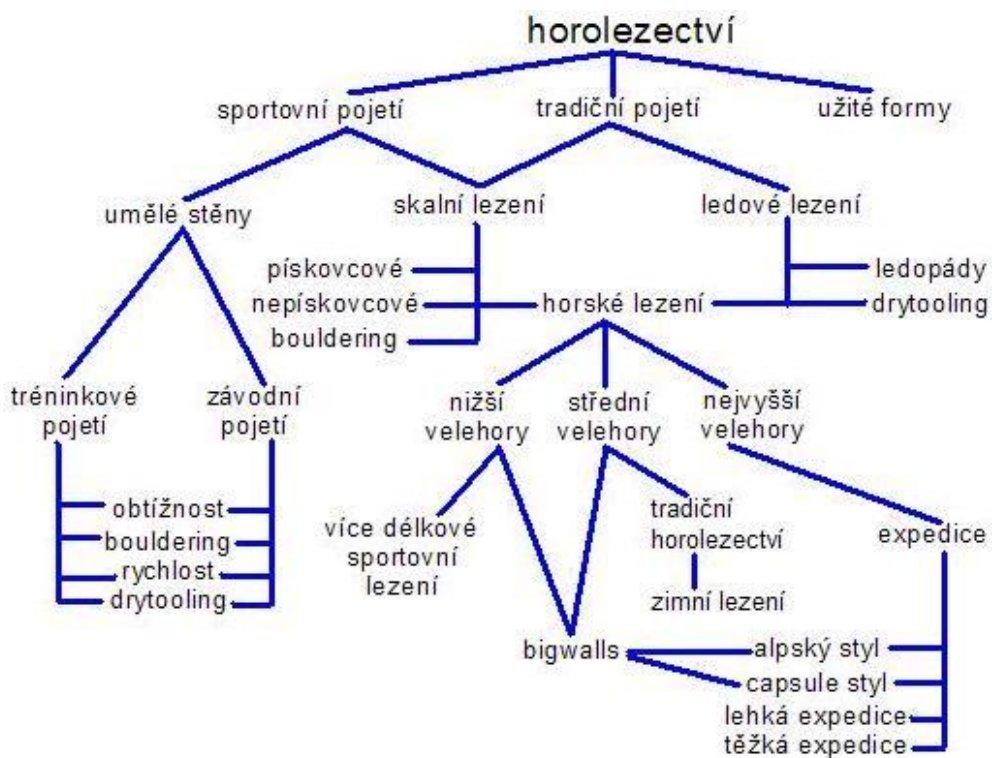 horolezectví
sportovní pojetí
tradiční pojetí
užité formy
umělé stěny
skalní lezení
ledové lezení
pískovcové
ledopády
nepískovcové
horské lezení
drytooling
bouldering
tréninkové
pojetí
závodní
pojetí
nižší
velehory
střední
velehory
nejvyšší
velehory
obtížnost
bouldering
rychlost
drytooling
více délkové
sportovní
lezení
tradiční
horolezectví
expedice
zimní lezení
bigwalls
alpský styl
capsule styl
lehká expedice
těžká expedice